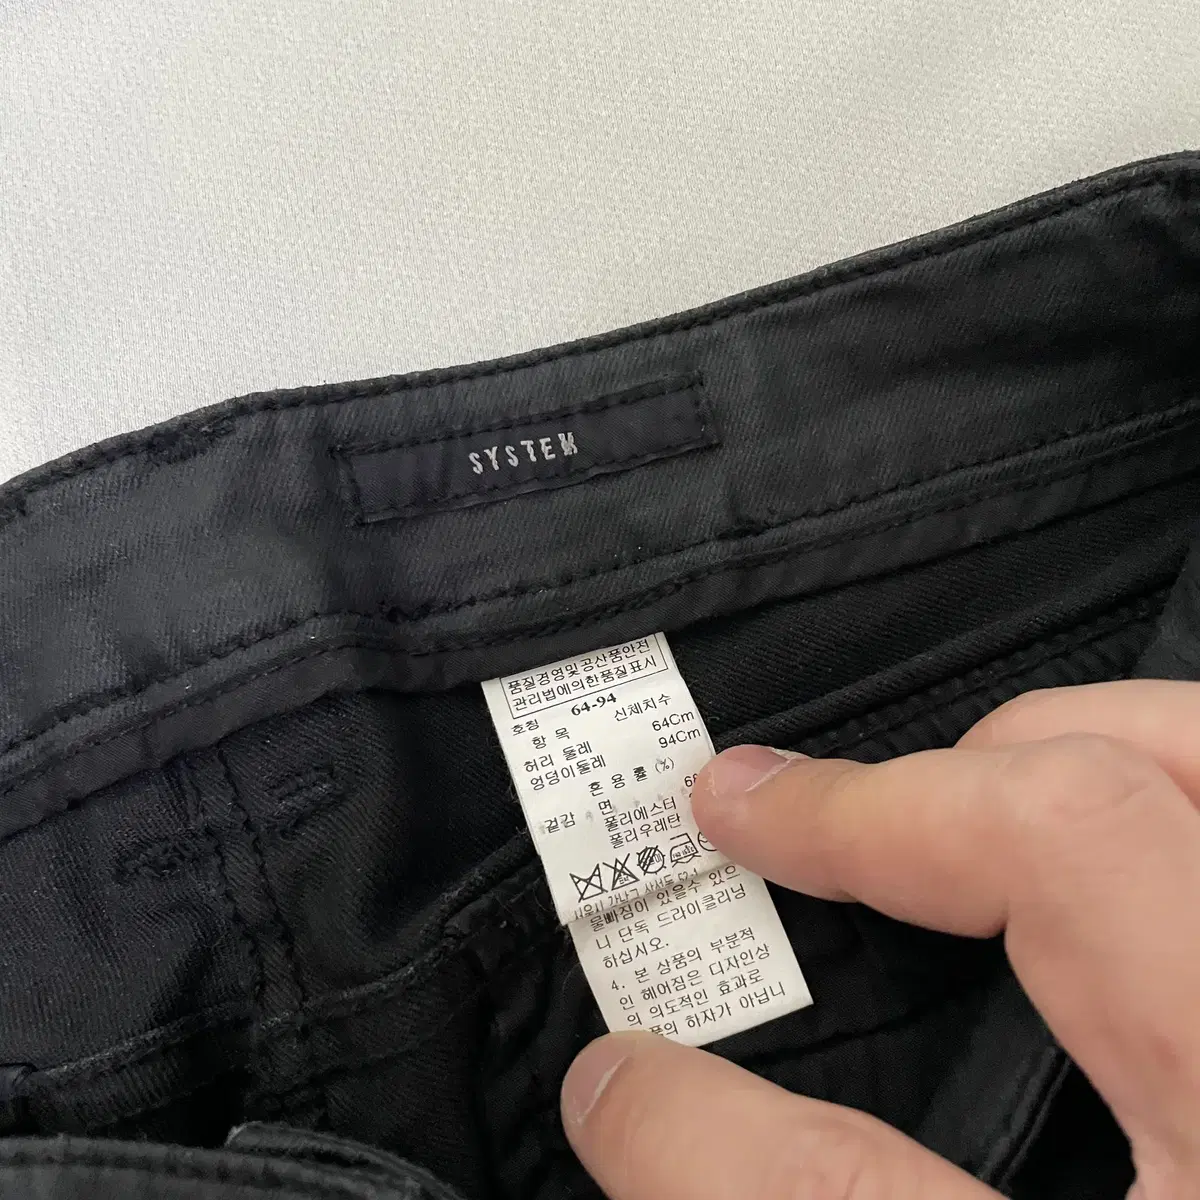 SYSTEM
품질경영및공산품안전
관리법에의한품질표시
호칭 64-94
항 목 신체치수
허리 둘레 64Cm
엉덩이둘레 94Cm
혼 용 률 (%)
겉감 면
폴리에스터
폴리우레탄
물빠짐이 있을수 있으
니 단독 드라이클리닝
하십시오.
4. 본 상품의 부분적
인 헤어짐은 디자인상
의 의도적인 효과로
의 하자가 아닙니